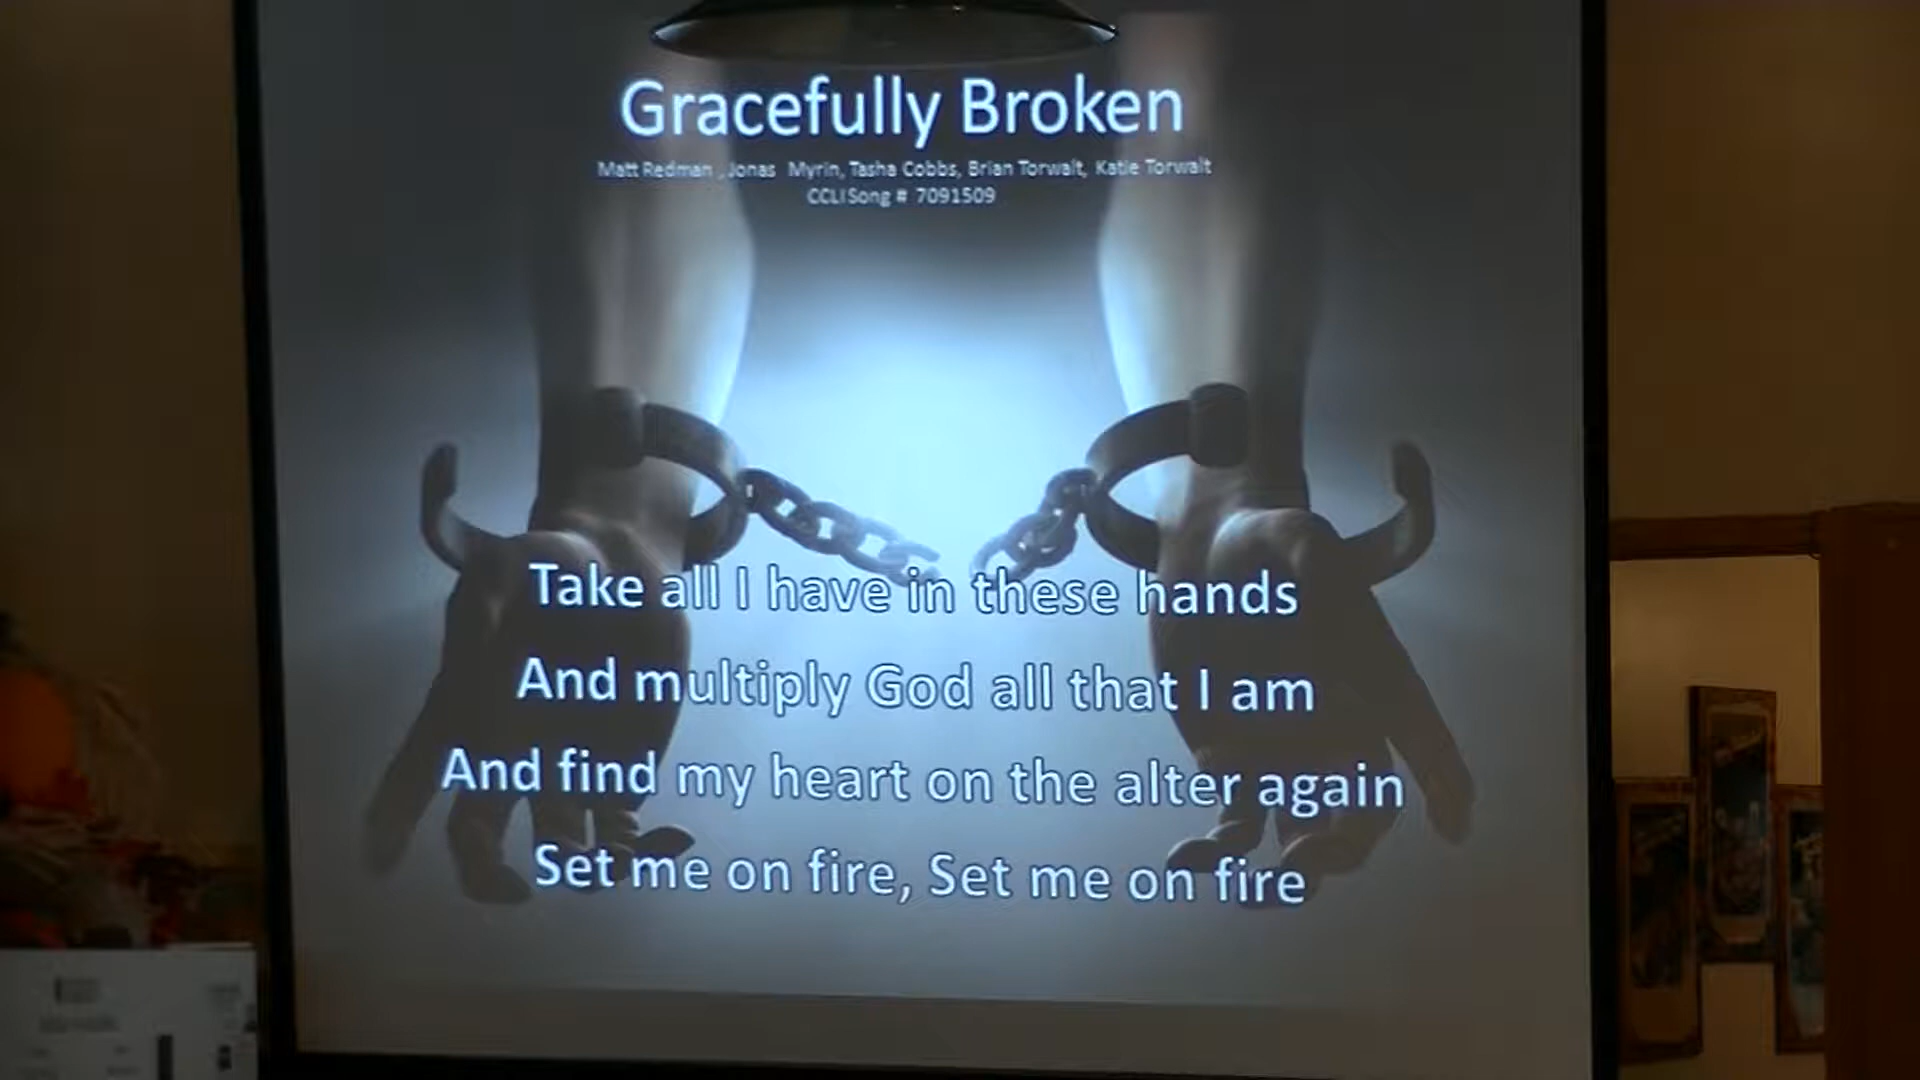 Gracefully Broken
Matt Redman , Jonas Myrin, Tasha Cobbs, Brian Torwalt, Katie Torwalt
CCLI Song # 7091509
Take all I have in these hands
And multiply God all that I am
And find my heart on the alter again
Set me on fire, Set me on fire